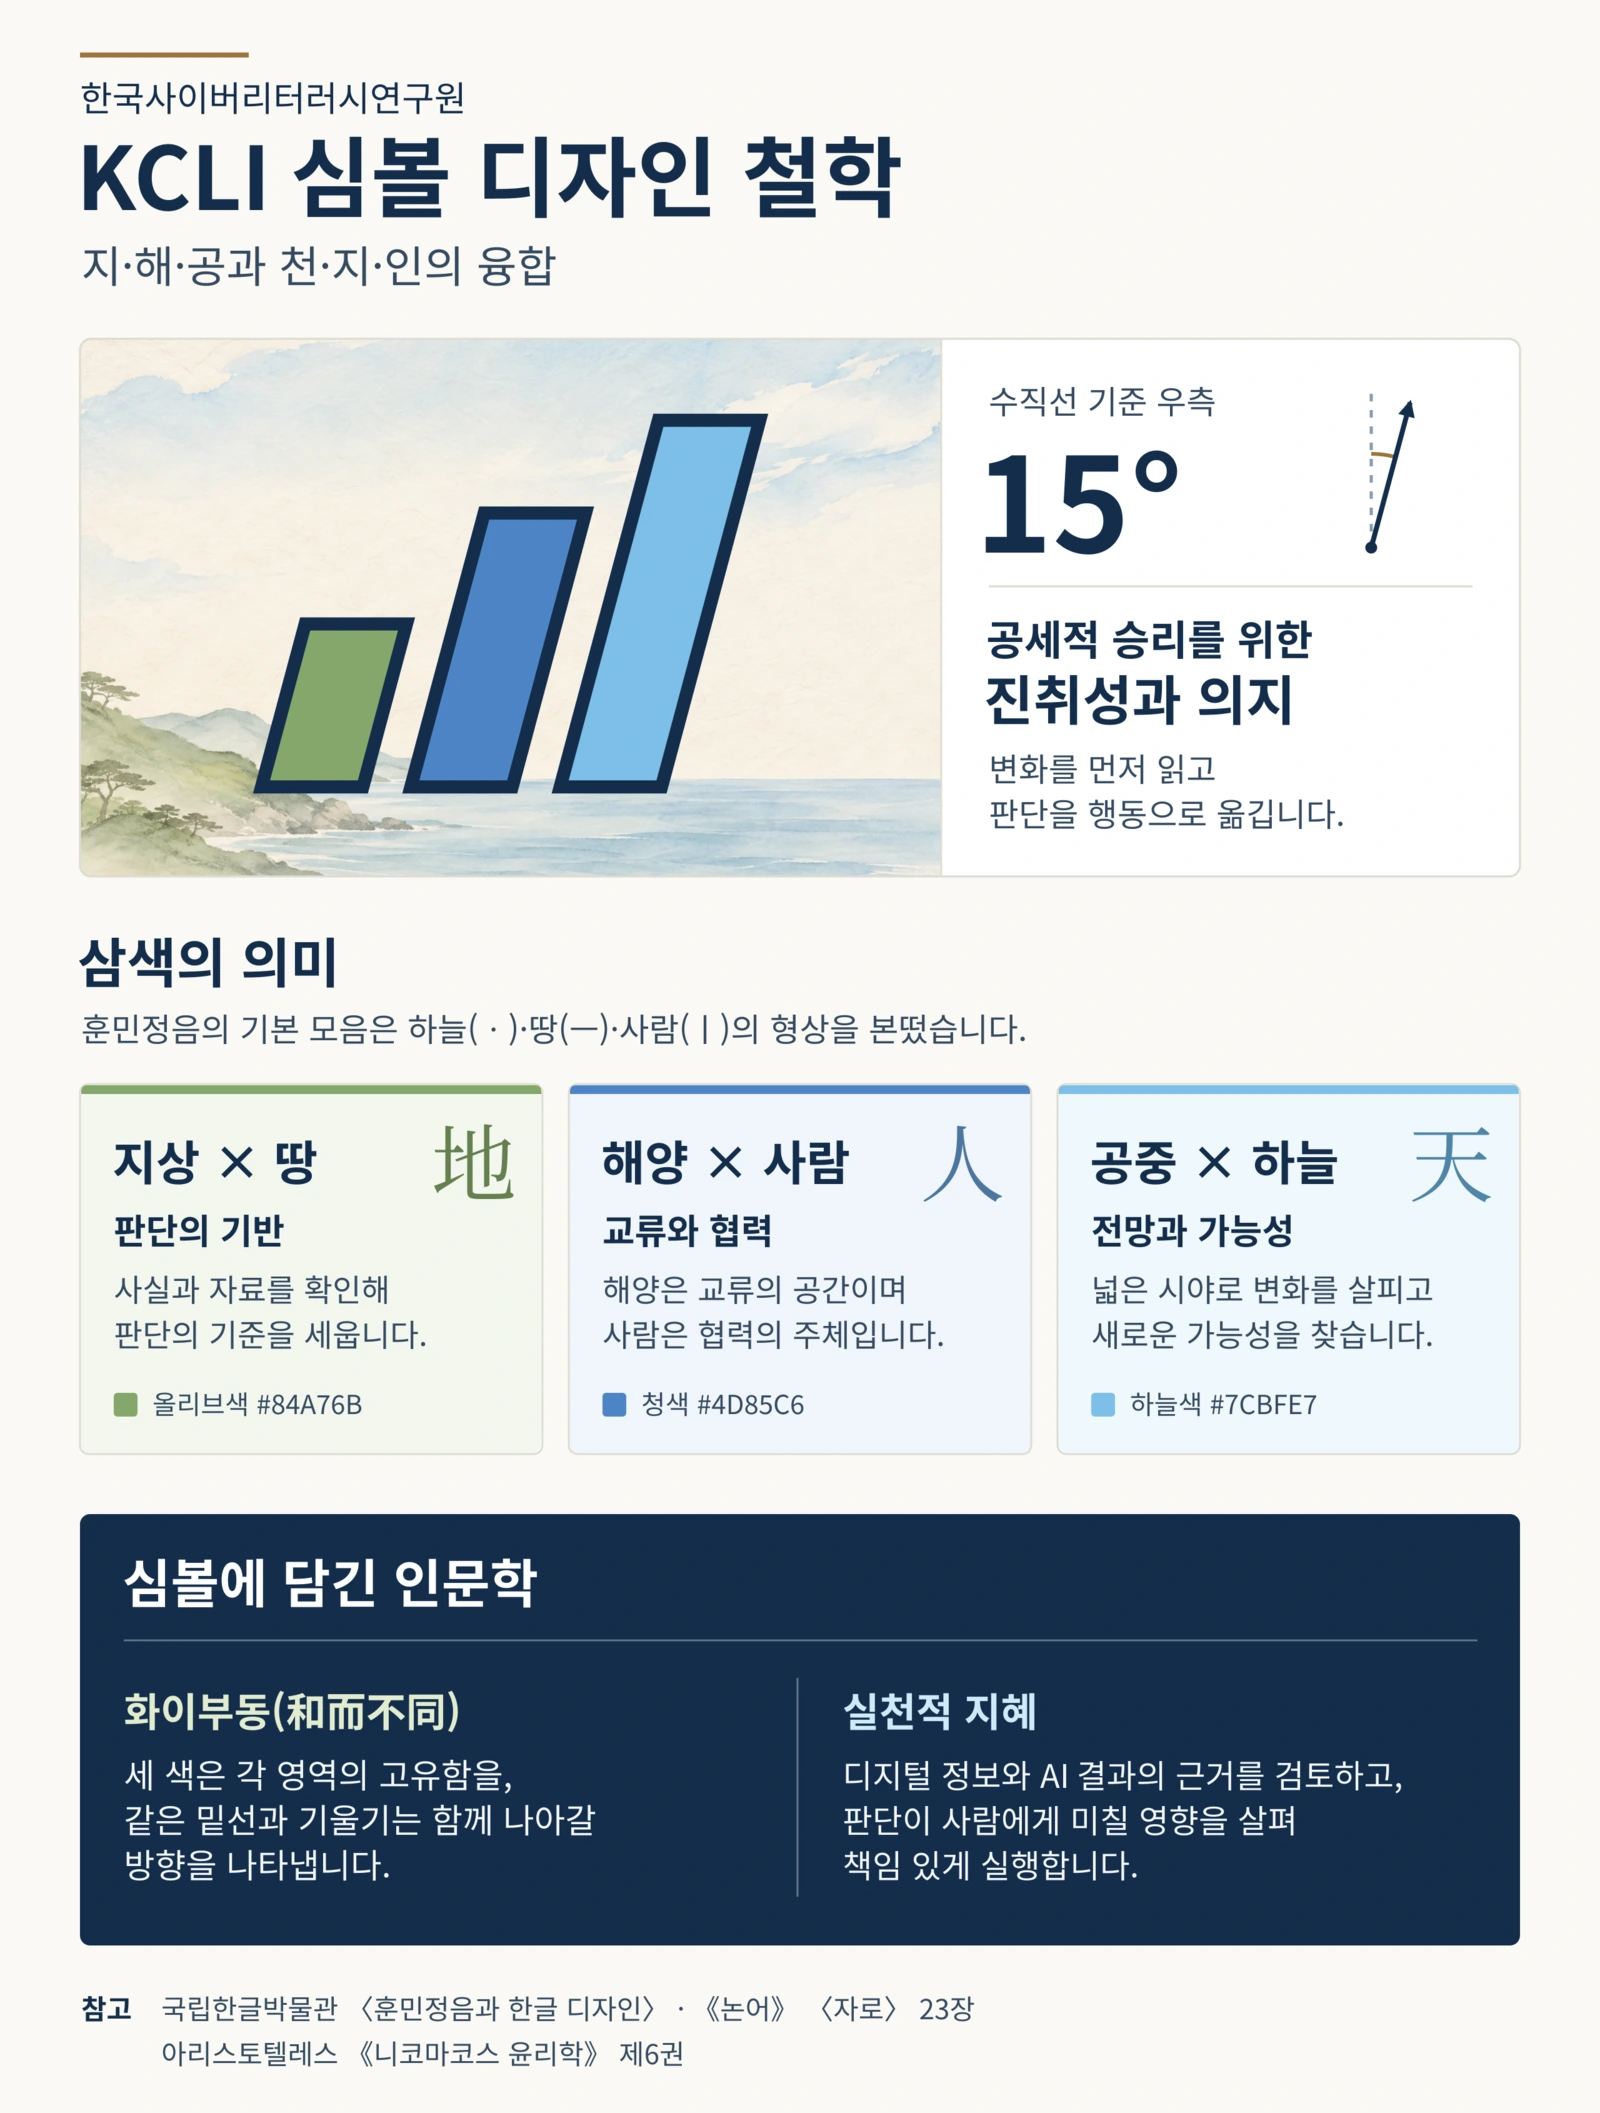 한국사이버리터러시연구원
KCLI 심볼 디자인 철학
지·해·공과 천·지·인의 융합
수직선 기준 우측
15°
공세적 승리를 위한
진취성과 의지
변화를 먼저 읽고
판단을 행동으로 옮깁니다.
삼색의 의미
훈민정음의 기본 모음은 하늘(ㆍ)·땅(ㅡ)·사람(ㅣ)의 형상을 본떴습니다.
지상 × 땅
地
판단의 기반
사실과 자료를 확인해
판단의 기준을 세웁니다.
올리브색 #84A76B
해양 × 사람
人
교류와 협력
해양은 교류의 공간이며
사람은 협력의 주체입니다.
청색 #4D85C6
공중 × 하늘
天
전망과 가능성
넓은 시야로 변화를 살피고
새로운 가능성을 찾습니다.
하늘색 #7CBFE7
심볼에 담긴 인문학
화이부동(和而不同)
세 색은 각 영역의 고유함을,
같은 밑선과 기울기는 함께 나아갈
방향을 나타냅니다.
실천적 지혜
디지털 정보와 AI 결과의 근거를 검토하고,
판단이 사람에게 미칠 영향을 살펴
책임 있게 실행합니다.
참고 국립한글박물관 〈훈민정음과 한글 디자인〉 · 《논어》 〈자로〉 23장
아리스토텔레스 《니코마코스 윤리학》 제6권